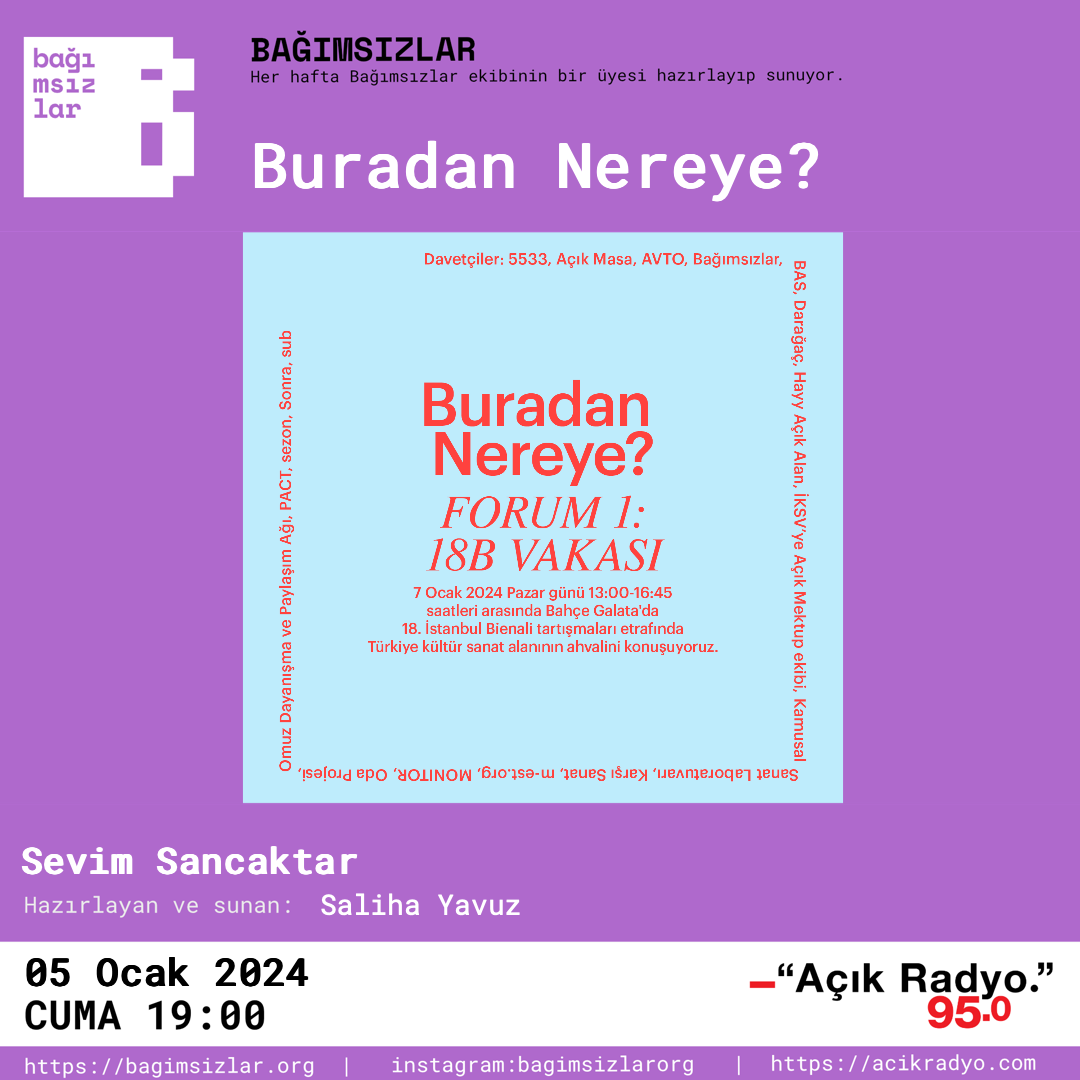 bağı
msız
lar
BAĞIMSIZLAR
Her hafta Bağımsızlar ekibinin bir üyesi hazırlayıp sunuyor.
Buradan Nereye?
Davetçiler: 5533, Açık Masa, AVTO, Bağımsızlar,
BAS, Darağaç, Hayy Açık Alan, İKSV'ye Açık Mektup ekibi, Kamusal
Sanat Laboratuvarı, Karşı Sanat, m-est.org, MONITOR, Oda Projesi,
Omuz Dayanışma ve Paylaşım Ağı, PACT, sezon, Sonra, sub
Buradan
Nereye?
FORUM 1:
18B VAKASI
7 Ocak 2024 Pazar günü 13:00-16:45
saatleri arasında Bahçe Galata'da
18. İstanbul Bienali tartışmaları etrafında
Türkiye kültür sanat alanının ahvalini konuşuyoruz.
Sevim Sancaktar
Hazırlayan ve sunan: Saliha Yavuz
05 Ocak 2024
CUMA 19:00
“Açık Radyo.”
95.0
https://bagimsizlar.org | instagram:bagimsizlarorg | https://acikradyo.com